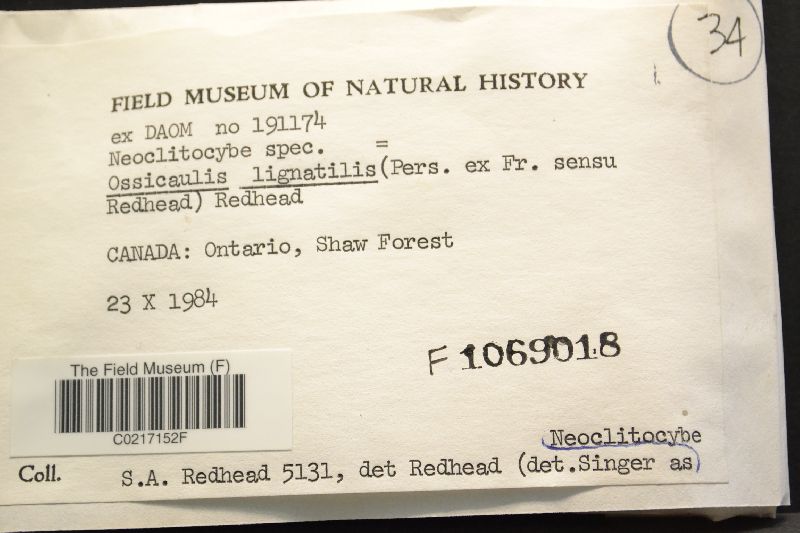 34
FIELD MUSEUM OF NATURAL HISTORY
ex DAOM no 191174
Neoclitocybe spec. =
Ossicaulis lignatilis (Pers. ex Fr. sensu
Redhead) Redhead
CANADA: Ontario, Shaw Forest
23 X 1984
F 1069018
The Field Museum (F)
C0217152F
Neoclitocybe
Coll. S.A. Redhead 5131, det Redhead (det.Singer as)